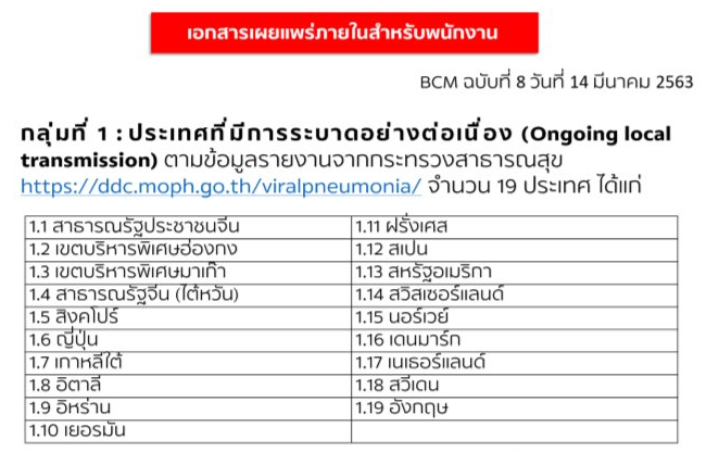 เอกสารเผยแพร่ภายในสำหรับพนักงาน
BCM ฉบับที่ 8 วันที่ 14 มีนาคม 2563
กลุ่มที่ 1 : ประเทศที่มีการระบาดอย่างต่อเนื่อง (Ongoing local
transmission) ตามข้อมูลรายงานจากกระทรวงสาธารณสุข
https://ddc.moph.go.th/viralpneumonia/ จำนวน 19 ประเทศ ได้แก่
1.1 สาธารณรัฐประชาชนจีน
1.2 เขตบริหารพิเศษฮ่องกง
1.3 เขตบริหารพิเศษมาเก๊า
1.4 สาธารณรัฐจีน (ไต้หวัน)
1.5 สิงคโปร์
1.6 ญี่ปุ่น
1.7 เกาหลีใต้
1.8 อิตาลี
1.9 อิหร่าน
1.10 เยอรมัน
1.11 ฝรั่งเศส
1.12 สเปน
1.13 สหรัฐอเมริกา
1.14 สวิสเซอร์แลนด์
1.15 นอร์เวย์
1.16 เดนมาร์ก
1.17 เนเธอร์แลนด์
1.18 สวีเดน
1.19 อังกฤษ